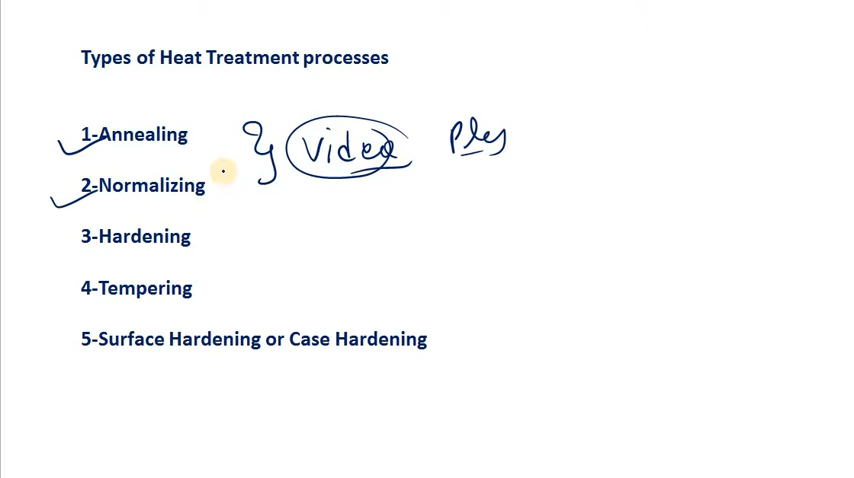 Types of Heat Treatment processes
1-Annealing
video
2-Normalizing
3-Hardening
4-Tempering
5-Surface Hardening or Case Hardening